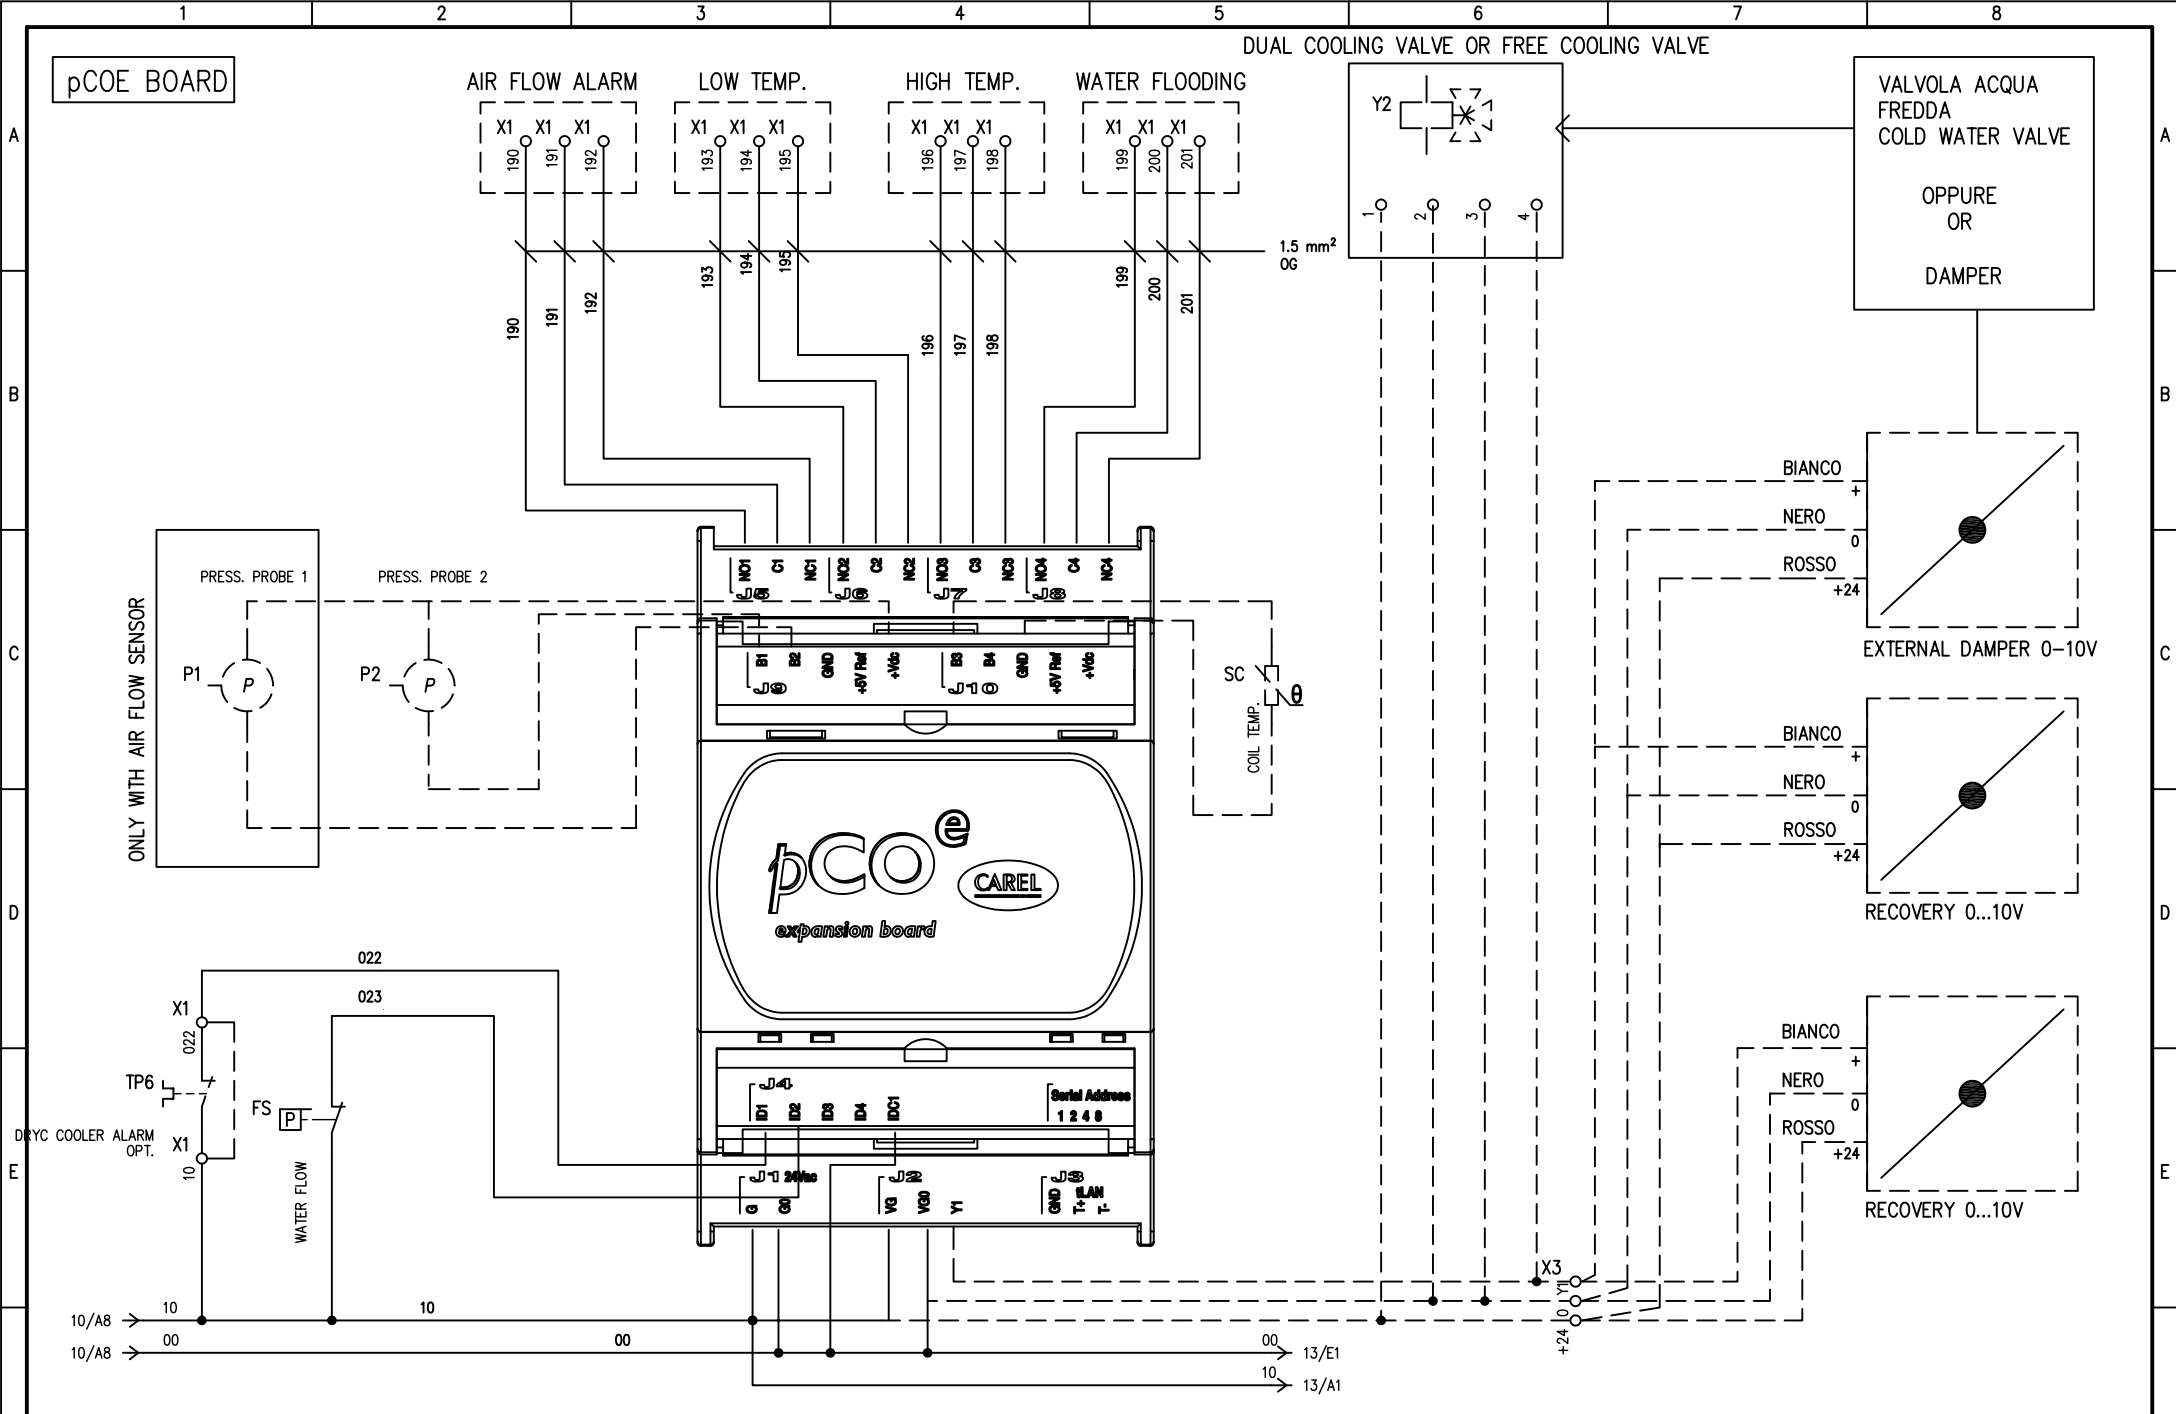 1 2 3 4 5 6 7 8
DUAL COOLING VALVE OR FREE COOLING VALVE
pCOE BOARD
AIR FLOW ALARM
LOW TEMP.
HIGH TEMP.
WATER FLOODING
A
A
X1 X1 X1
190 191 192
X1 X1 X1
193 194 195
X1 X1 X1
196 197 198
X1 X1 X1
199 200 201
Y2
1 2 3 4
VALVOLA ACQUA
FREDDA
COLD WATER VALVE
OPPURE
OR
DAMPER
1.5 mm²
OG
190 191 192
193 194 195
196 197 198
199 200 201
B
B
BIANCO
+
NERO
0
ROSSO
+24
EXTERNAL DAMPER 0-10V
NO1 C1 NC1 NO2 C2 NC2 NO3 C3 NC3 NO4 C4 NC4
J5 J6 J7 J8
PRESS. PROBE 1
PRESS. PROBE 2
ONLY WITH AIR FLOW SENSOR
C
C
P1
P
P2
P
B1 B2 GND +5V Ref +Vdc
J9
B3 B4 GND +5V Ref +Vdc
J10
SC
θ
COIL TEMP.
BIANCO
+
NERO
0
ROSSO
+24
RECOVERY 0...10V
pCOe
CAREL
expansion board
D
D
022
023
X1
022
TP6
DRYC COOLER ALARM
OPT.
X1
10
FS
P
WATER FLOW
J4
ID1 ID2 ID3 ID4 IDC1
Serial Address
1 2 4 8
J1 24Vac
G G0
J2
VG VG0 Y1
J3
tLAN
GND T+ T-
BIANCO
+
NERO
0
ROSSO
+24
RECOVERY 0...10V
E
E
X3
Y1
0
+24
10/A8
10
10
10/A8
00
00
00
13/E1
10
13/A1